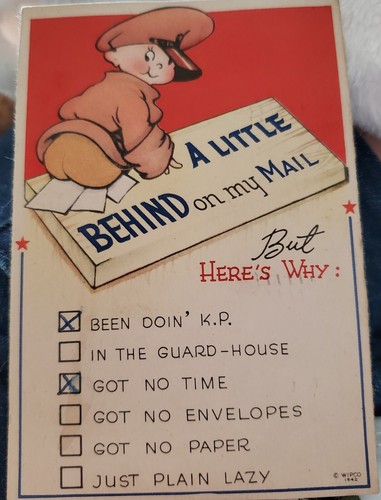 A LITTLE
BEHIND on my MAIL
But
HERE'S WHY:
BEEN DOIN' K.P.
IN THE GUARD-HOUSE
GOT NO TIME
GOT NO ENVELOPES
GOT NO PAPER
JUST PLAIN LAZY
© WIPCO
1942